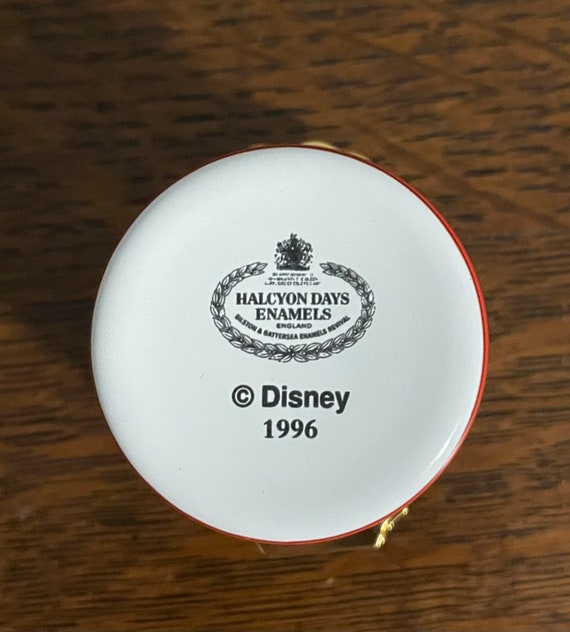 HALCYON DAYS
ENAMELS
ENGLAND
BILSTON & BATTERSEA ENAMELS REVIVAL
© Disney
1996